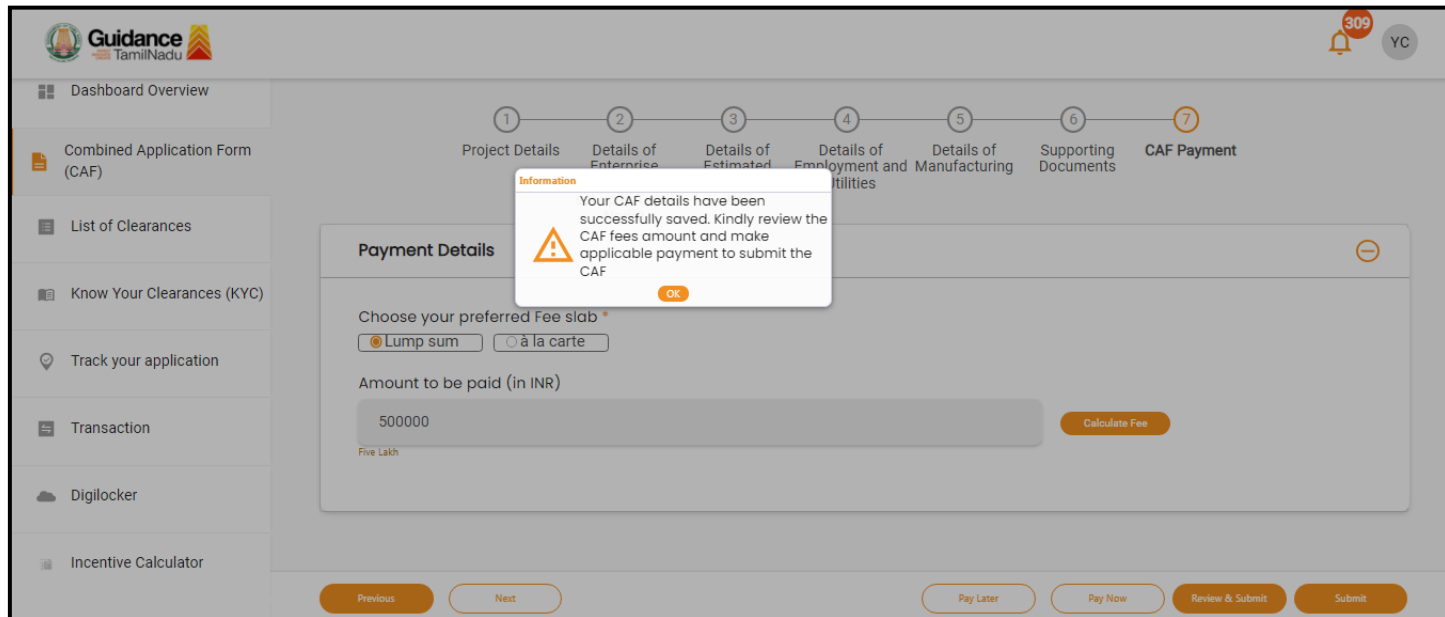 Guidance
TamilNadu
309
YC
Dashboard Overview
Combined Application Form
(CAF)
List of Clearances
Know Your Clearances (KYC)
Track your application
Transaction
Digilocker
Incentive Calculator
1 2 3 4 5 6 7
Project Details Details of Details of Details of Details of Supporting CAF Payment
Enterprise Estimated Employment and Manufacturing Documents
Utilities
Information
Your CAF details have been
successfully saved. Kindly review the
CAF fees amount and make
applicable payment to submit the
CAF
OK
Payment Details
Choose your preferred Fee slab *
Lump sum à la carte
Amount to be paid (in INR)
500000
Calculate Fee
Five Lakh
Previous Next Pay Later Pay Now Review & Submit Submit